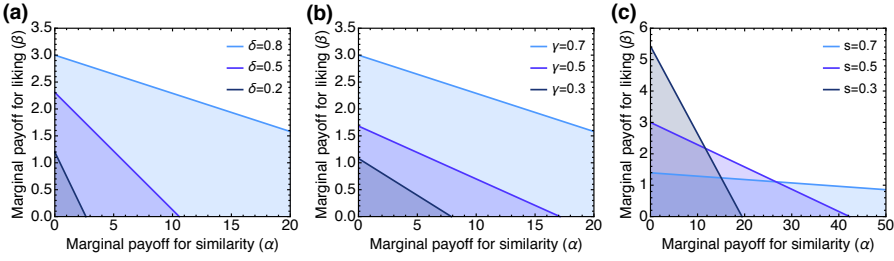 (a)
3.5
3.0
2.5
2.0
1.5
1.0
0.5
0.0
0 5 10 15 20
Marginal payoff for liking (β)
Marginal payoff for similarity (α)
δ=0.8
δ=0.5
δ=0.2
(b)
3.5
3.0
2.5
2.0
1.5
1.0
0.5
0.0
0 5 10 15 20
Marginal payoff for liking (β)
Marginal payoff for similarity (α)
γ=0.7
γ=0.5
γ=0.3
(c)
6
5
4
3
2
1
0
0 10 20 30 40 50
Marginal payoff for liking (β)
Marginal payoff for similarity (α)
s=0.7
s=0.5
s=0.3